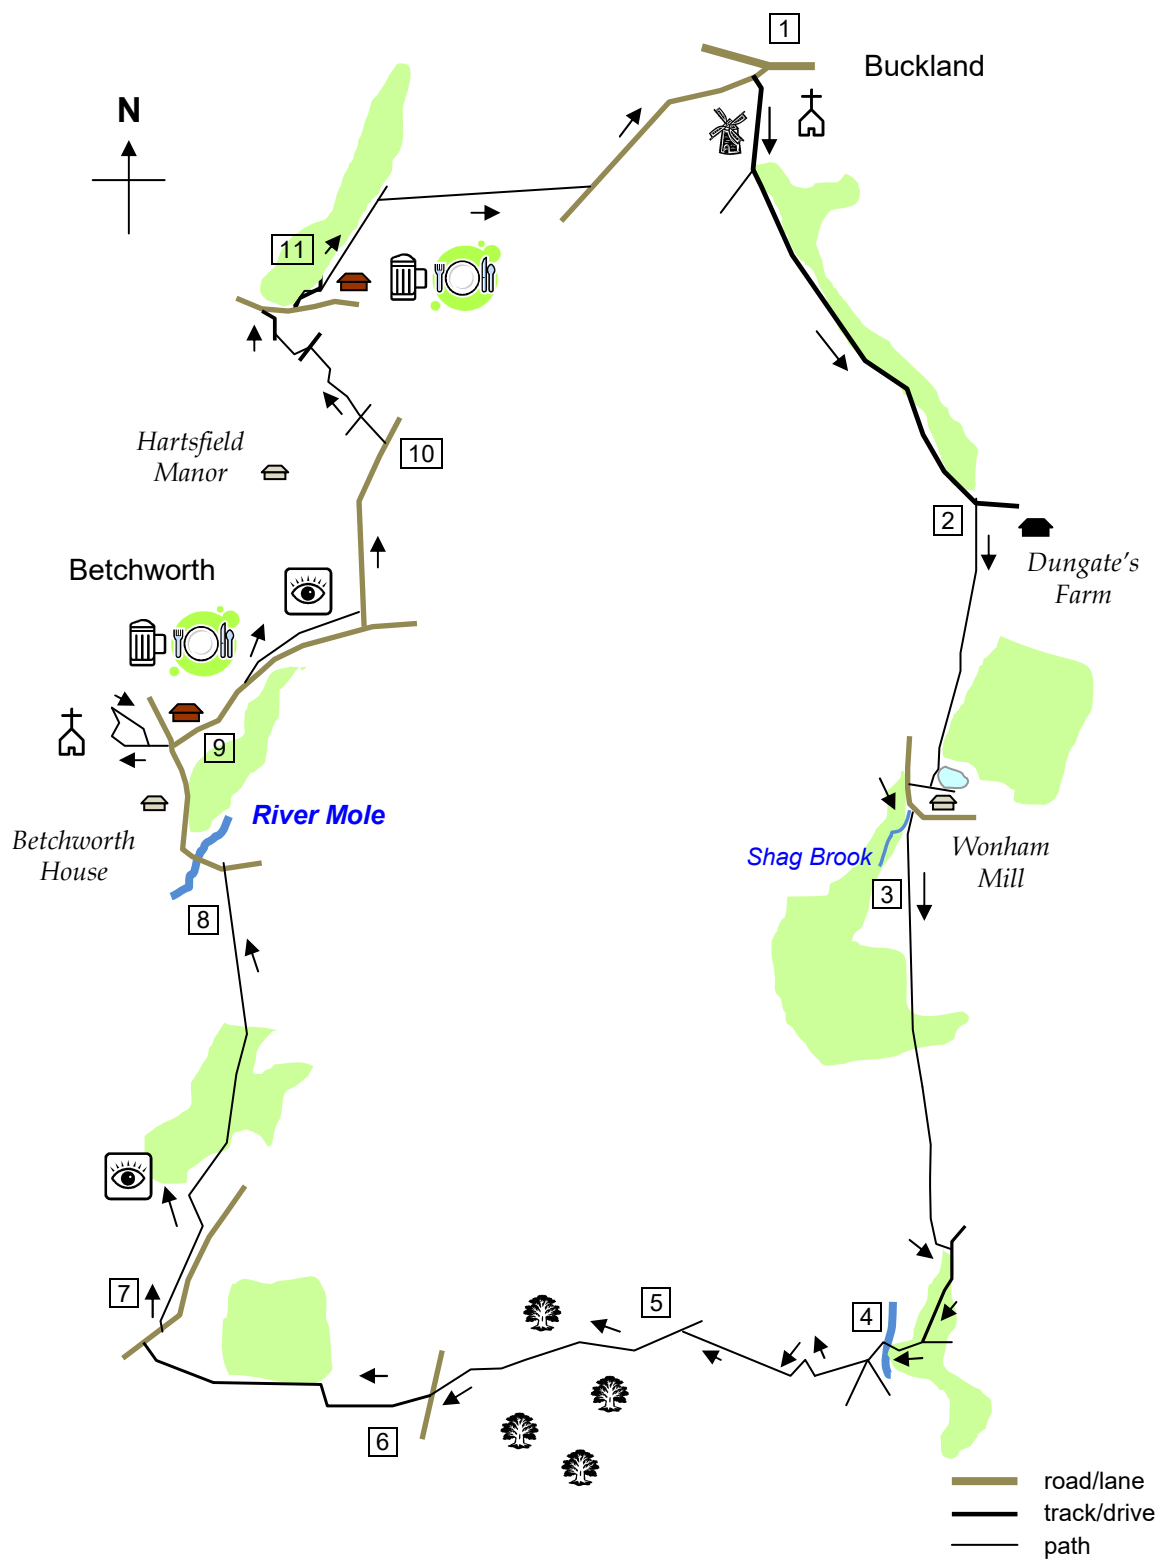 1
Buckland
N
11
Hartsfield
Manor
10
2
Dungate's
Farm
Betchworth
9
River Mole
Betchworth
House
Shag Brook
Wonham
Mill
3
8
7
5
4
6
road/lane
track/drive
path